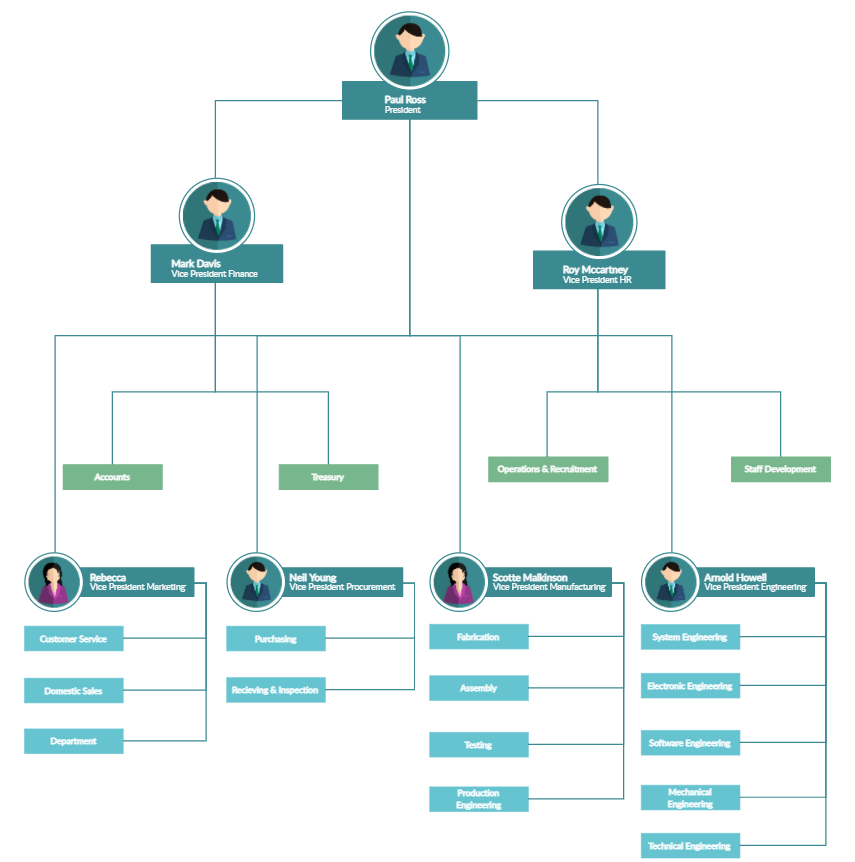 Paul Ross
President
Mark Davis
Vice President Finance
Roy Mccartney
Vice President HR
Accounts
Treasury
Operations & Recruitment
Staff Development
Rebecca
Vice President Marketing
Neil Young
Vice President Procurement
Scotte Malkinson
Vice President Manufacturing
Arnold Howell
Vice President Engineering
Customer Service
Domestic Sales
Department
Purchasing
Recieving & Inspection
Fabrication
Assembly
Testing
Production
Engineering
System Engineering
Electronic Engineering
Software Engineering
Mechanical
Engineering
Technical Engineering